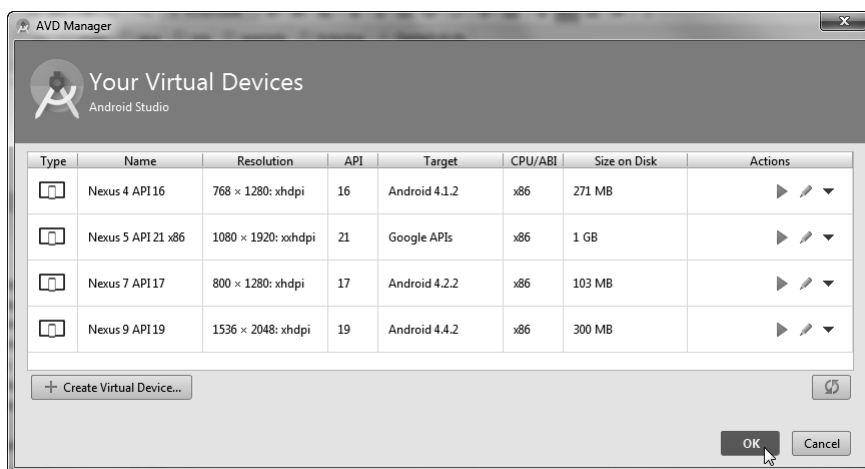 AVD Manager
Your Virtual Devices
Android Studio
Type Name Resolution API Target CPU/ABI Size on Disk Actions
Nexus 4 API 16 768 × 1280: xhdpi 16 Android 4.1.2 x86 271 MB
Nexus 5 API 21 x86 1080 × 1920: xxhdpi 21 Google APIs x86 1 GB
Nexus 7 API 17 800 × 1280: xhdpi 17 Android 4.2.2 x86 103 MB
Nexus 9 API 19 1536 × 2048: xhdpi 19 Android 4.4.2 x86 300 MB
+ Create Virtual Device...
OK Cancel